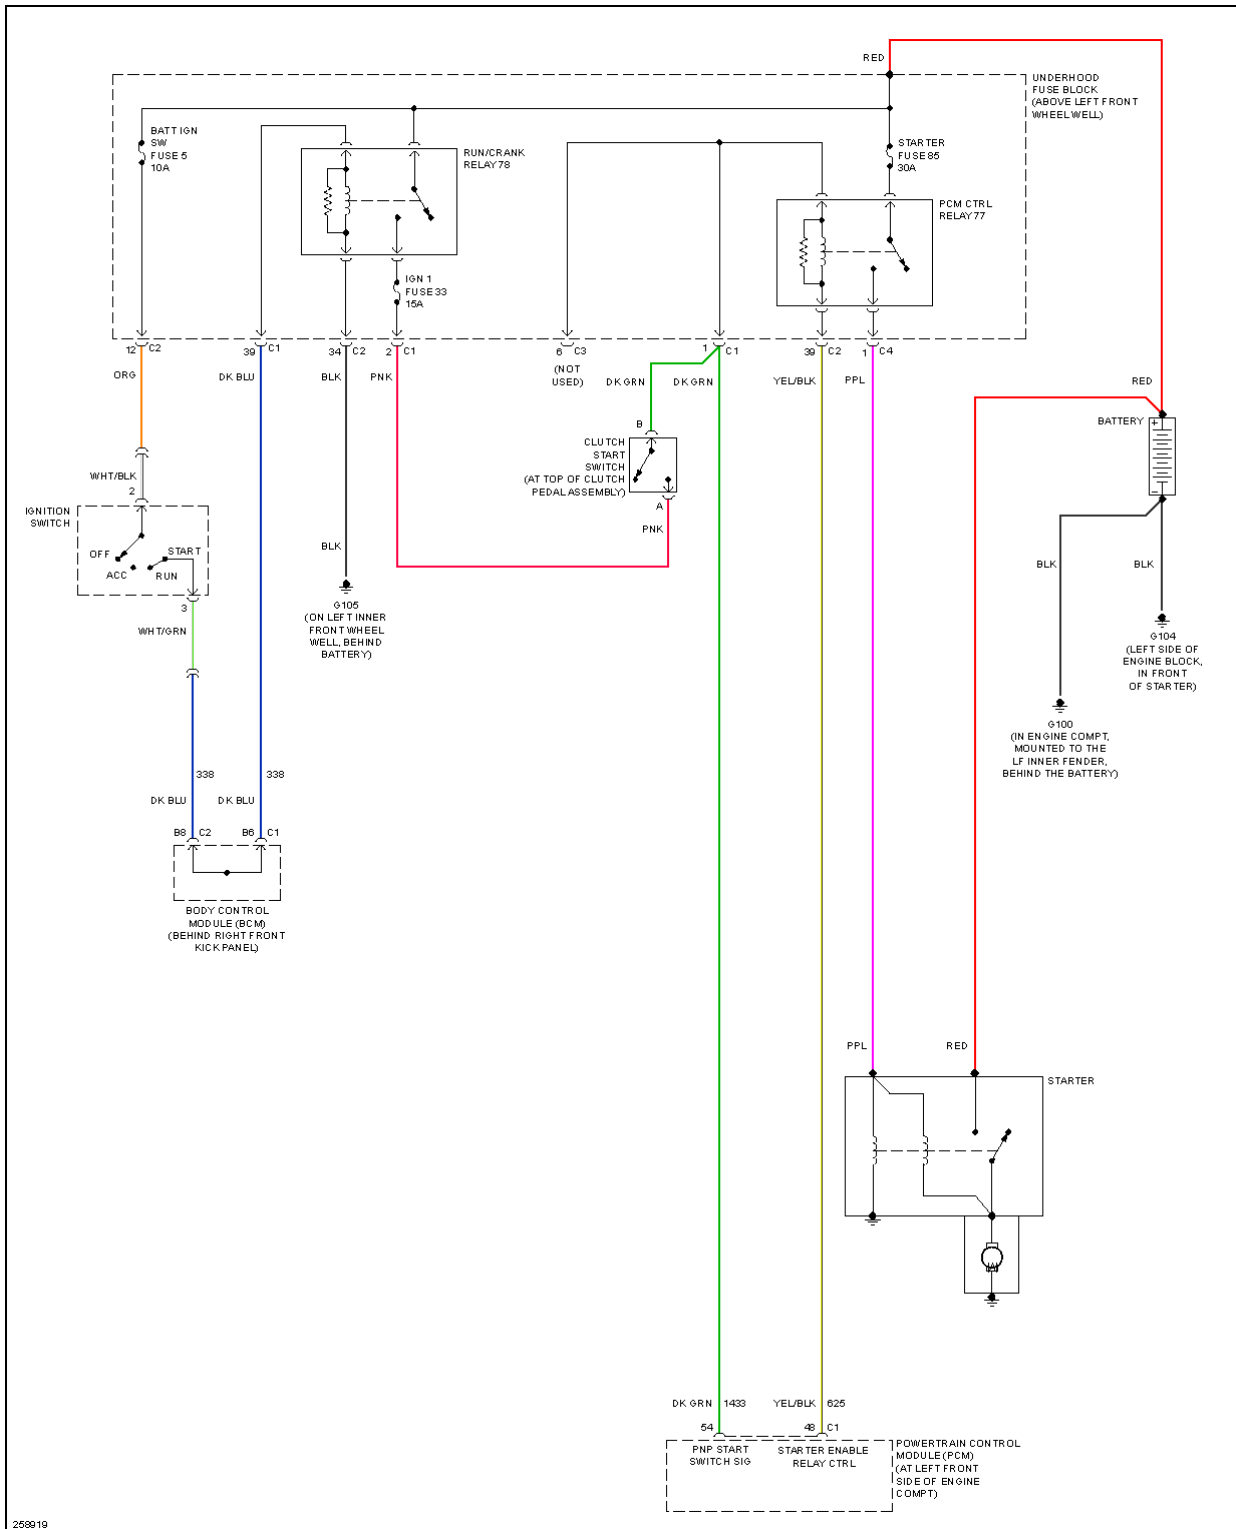 RED
UNDERHOOD
FUSE BLOCK
(ABOVE LEFT FRONT
WHEEL WELL)
BATT IGN
SW
FUSE 5
10A
RUN/CRANK
RELAY 78
STARTER
FUSE 85
30A
PCM CTRL
RELAY 77
IGN 1
FUSE 33
15A
12 C2
39 C1
34 C2
2 C1
6 C3
(NOT
USED)
1 C1
39 C2
1 C4
ORG
DK BLU
BLK
PNK
DK GRN
DK GRN
YEL/BLK
PPL
RED
BATTERY
+
-
B
CLUTCH
START
SWITCH
(AT TOP OF CLUTCH
PEDAL ASSEMBLY)
A
PNK
WHT/BLK
2
IGNITION
SWITCH
OFF
ACC
RUN
START
3
WHT/GRN
BLK
G105
(ON LEFT INNER
FRONT WHEEL
WELL, BEHIND
BATTERY)
BLK
BLK
G104
(LEFT SIDE OF
ENGINE BLOCK,
IN FRONT
OF STARTER)
G100
(IN ENGINE COMPT,
MOUNTED TO THE
LF INNER FENDER,
BEHIND THE BATTERY)
338
338
DK BLU
DK BLU
B8 C2
B6 C1
BODY CONTROL
MODULE (BCM)
(BEHIND RIGHT FRONT
KICK PANEL)
PPL
RED
STARTER
DK GRN 1433
YEL/BLK 625
54
48 C1
PNP START
SWITCH SIG
STARTER ENABLE
RELAY CTRL
POWERTRAIN CONTROL
MODULE (PCM)
(AT LEFT FRONT
SIDE OF ENGINE
COMPT)
258919